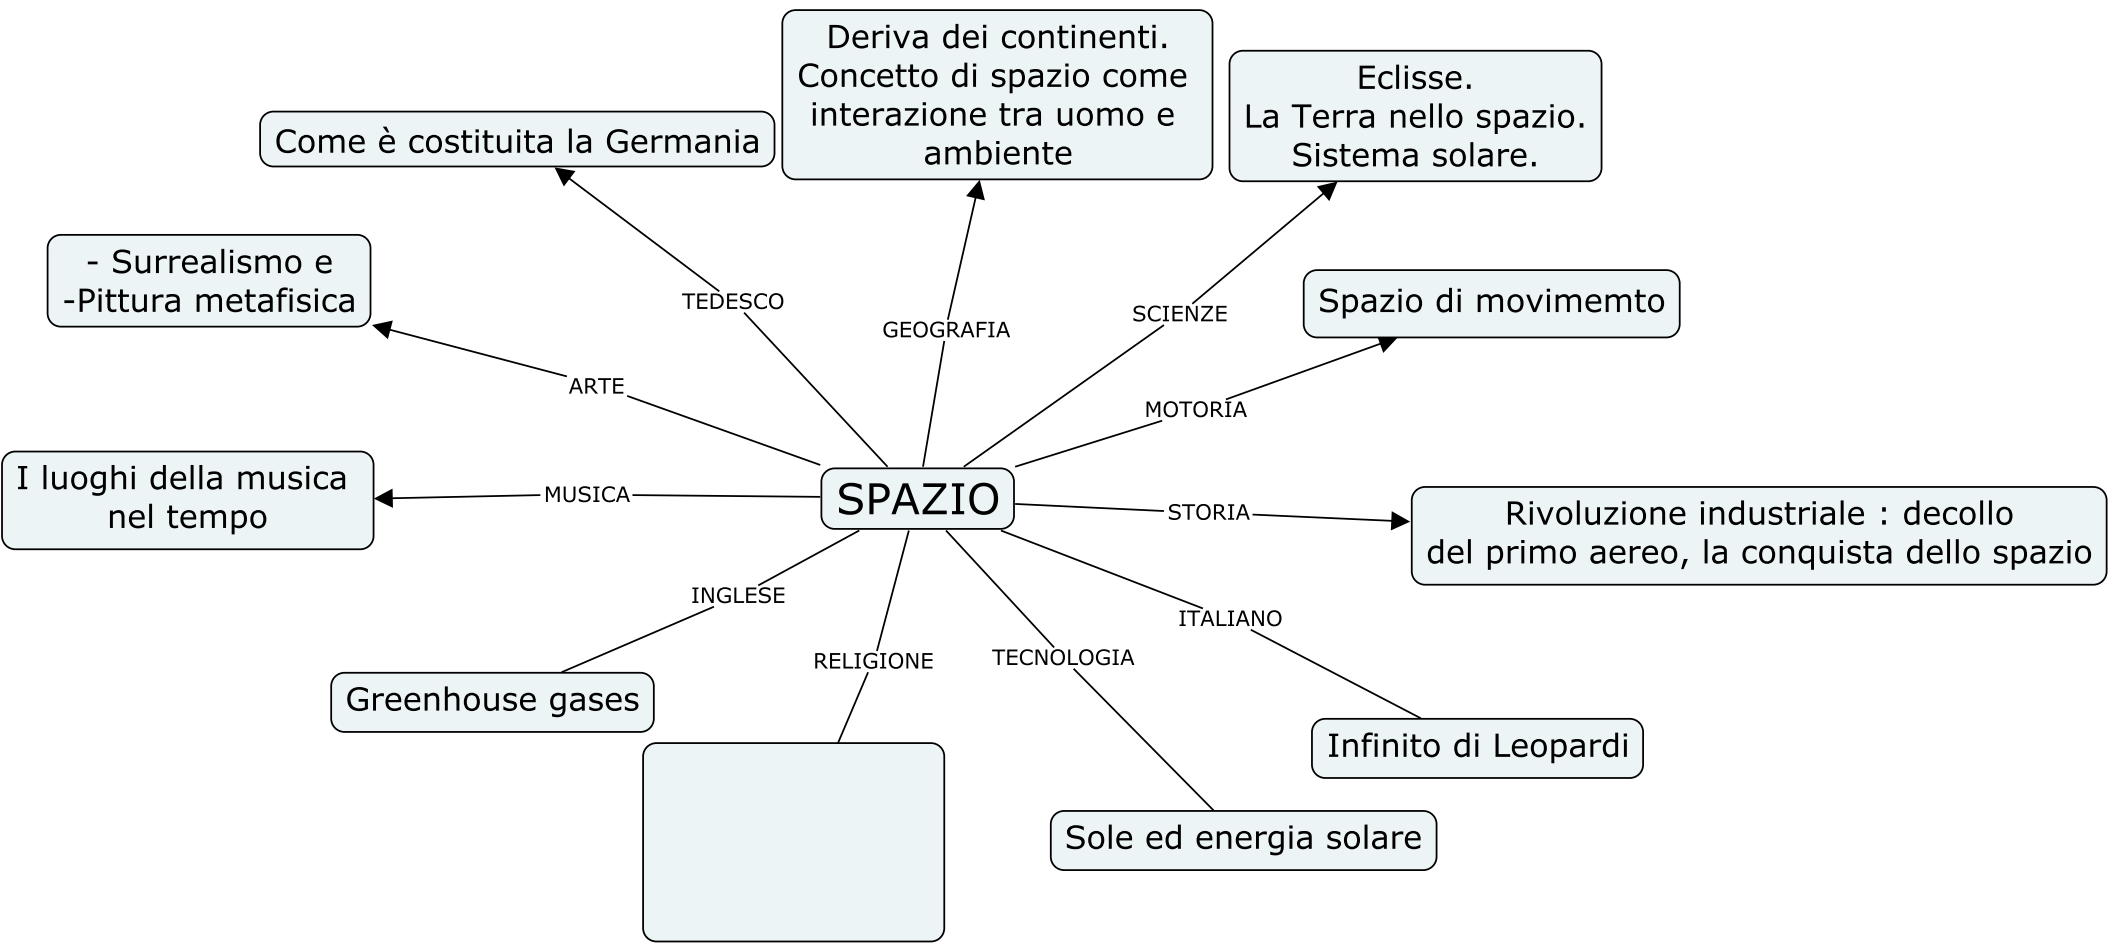 Deriva dei continenti.
Concetto di spazio come
interazione tra uomo e
ambiente
Eclisse.
La Terra nello spazio.
Sistema solare.
Come è costituita la Germania
- Surrealismo e
-Pittura metafisica
Spazio di movimemto
TEDESCO
GEOGRAFIA
SCIENZE
ARTE
MOTORIA
I luoghi della musica
nel tempo
MUSICA
SPAZIO
STORIA
Rivoluzione industriale : decollo
del primo aereo, la conquista dello spazio
INGLESE
ITALIANO
RELIGIONE
TECNOLOGIA
Greenhouse gases
Infinito di Leopardi
Sole ed energia solare